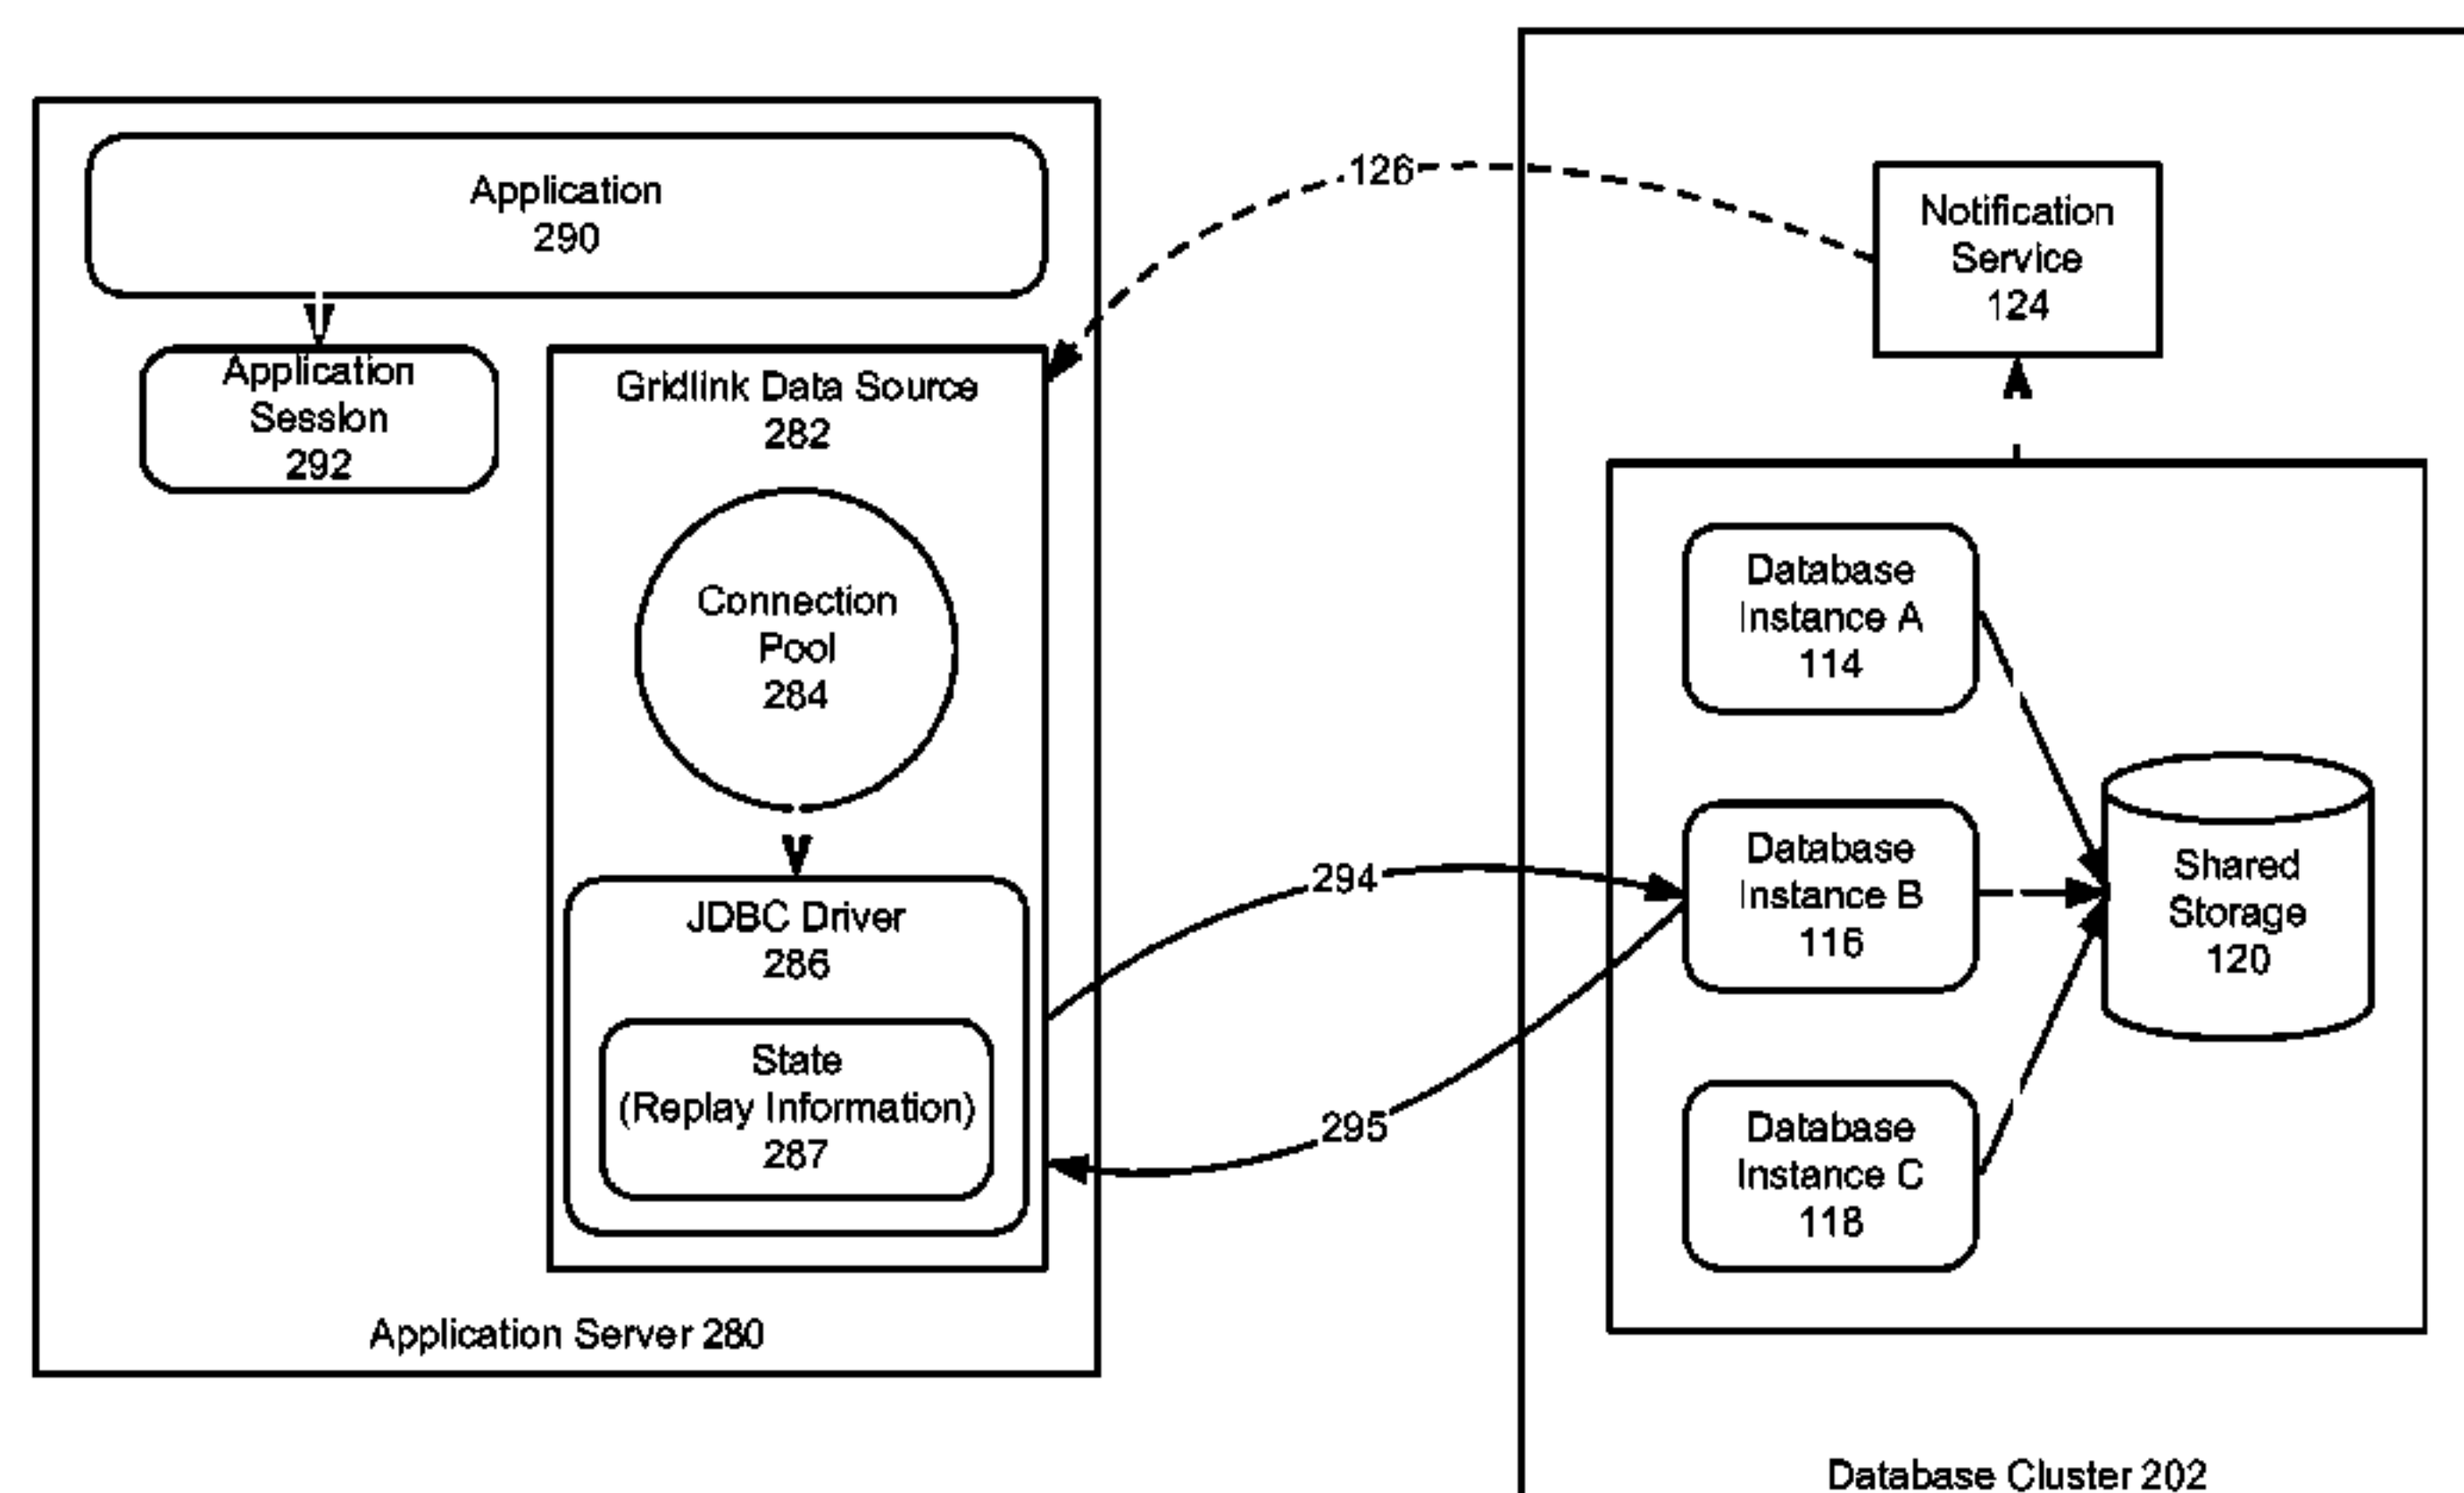 Application
290
Application
Session
292
Gridlink Data Source
282
Connection
Pool
284
JDBC Driver
286
State
(Replay Information)
287
Application Server 280
126
294
295
Notification
Service
124
Database
Instance A
114
Database
Instance B
116
Database
Instance C
118
Shared
Storage
120
Database Cluster 202